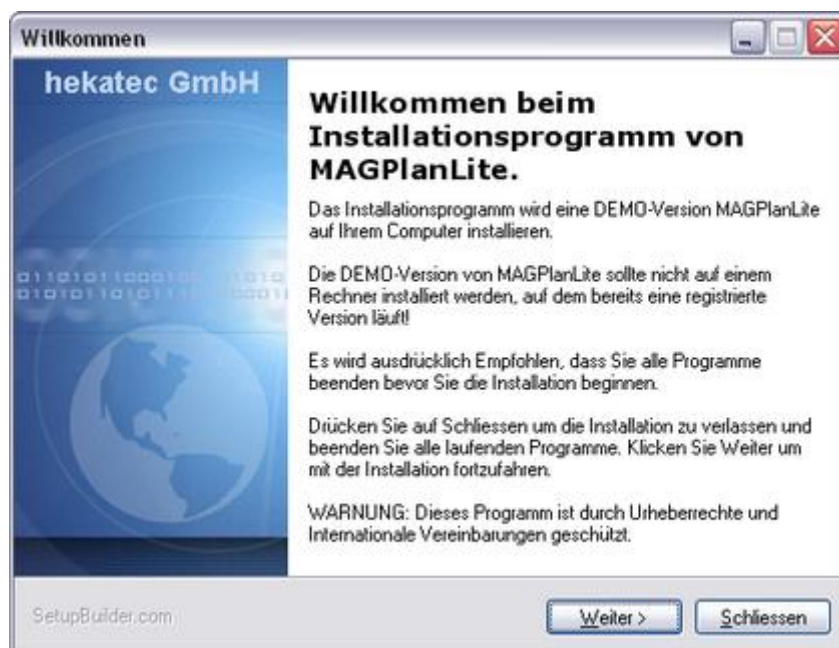 Willkommen
hekatec GmbH
Willkommen beim
Installationsprogramm von
MAGPlanLite.
Das Installationsprogramm wird eine DEMO-Version MAGPlanLite
auf Ihrem Computer installieren.
Die DEMO-Version von MAGPlanLite sollte nicht auf einem
Rechner installiert werden, auf dem bereits eine registrierte
Version läuft!
Es wird ausdrücklich Empfohlen, dass Sie alle Programme
beenden bevor Sie die Installation beginnen.
Drücken Sie auf Schliessen um die Installation zu verlassen und
beenden Sie alle laufenden Programme. Klicken Sie Weiter um
mit der Installation fortzufahren.
WARNUNG: Dieses Programm ist durch Urheberrechte und
Internationale Vereinbarungen geschützt.
SetupBuilder.com
Weiter >
Schliessen